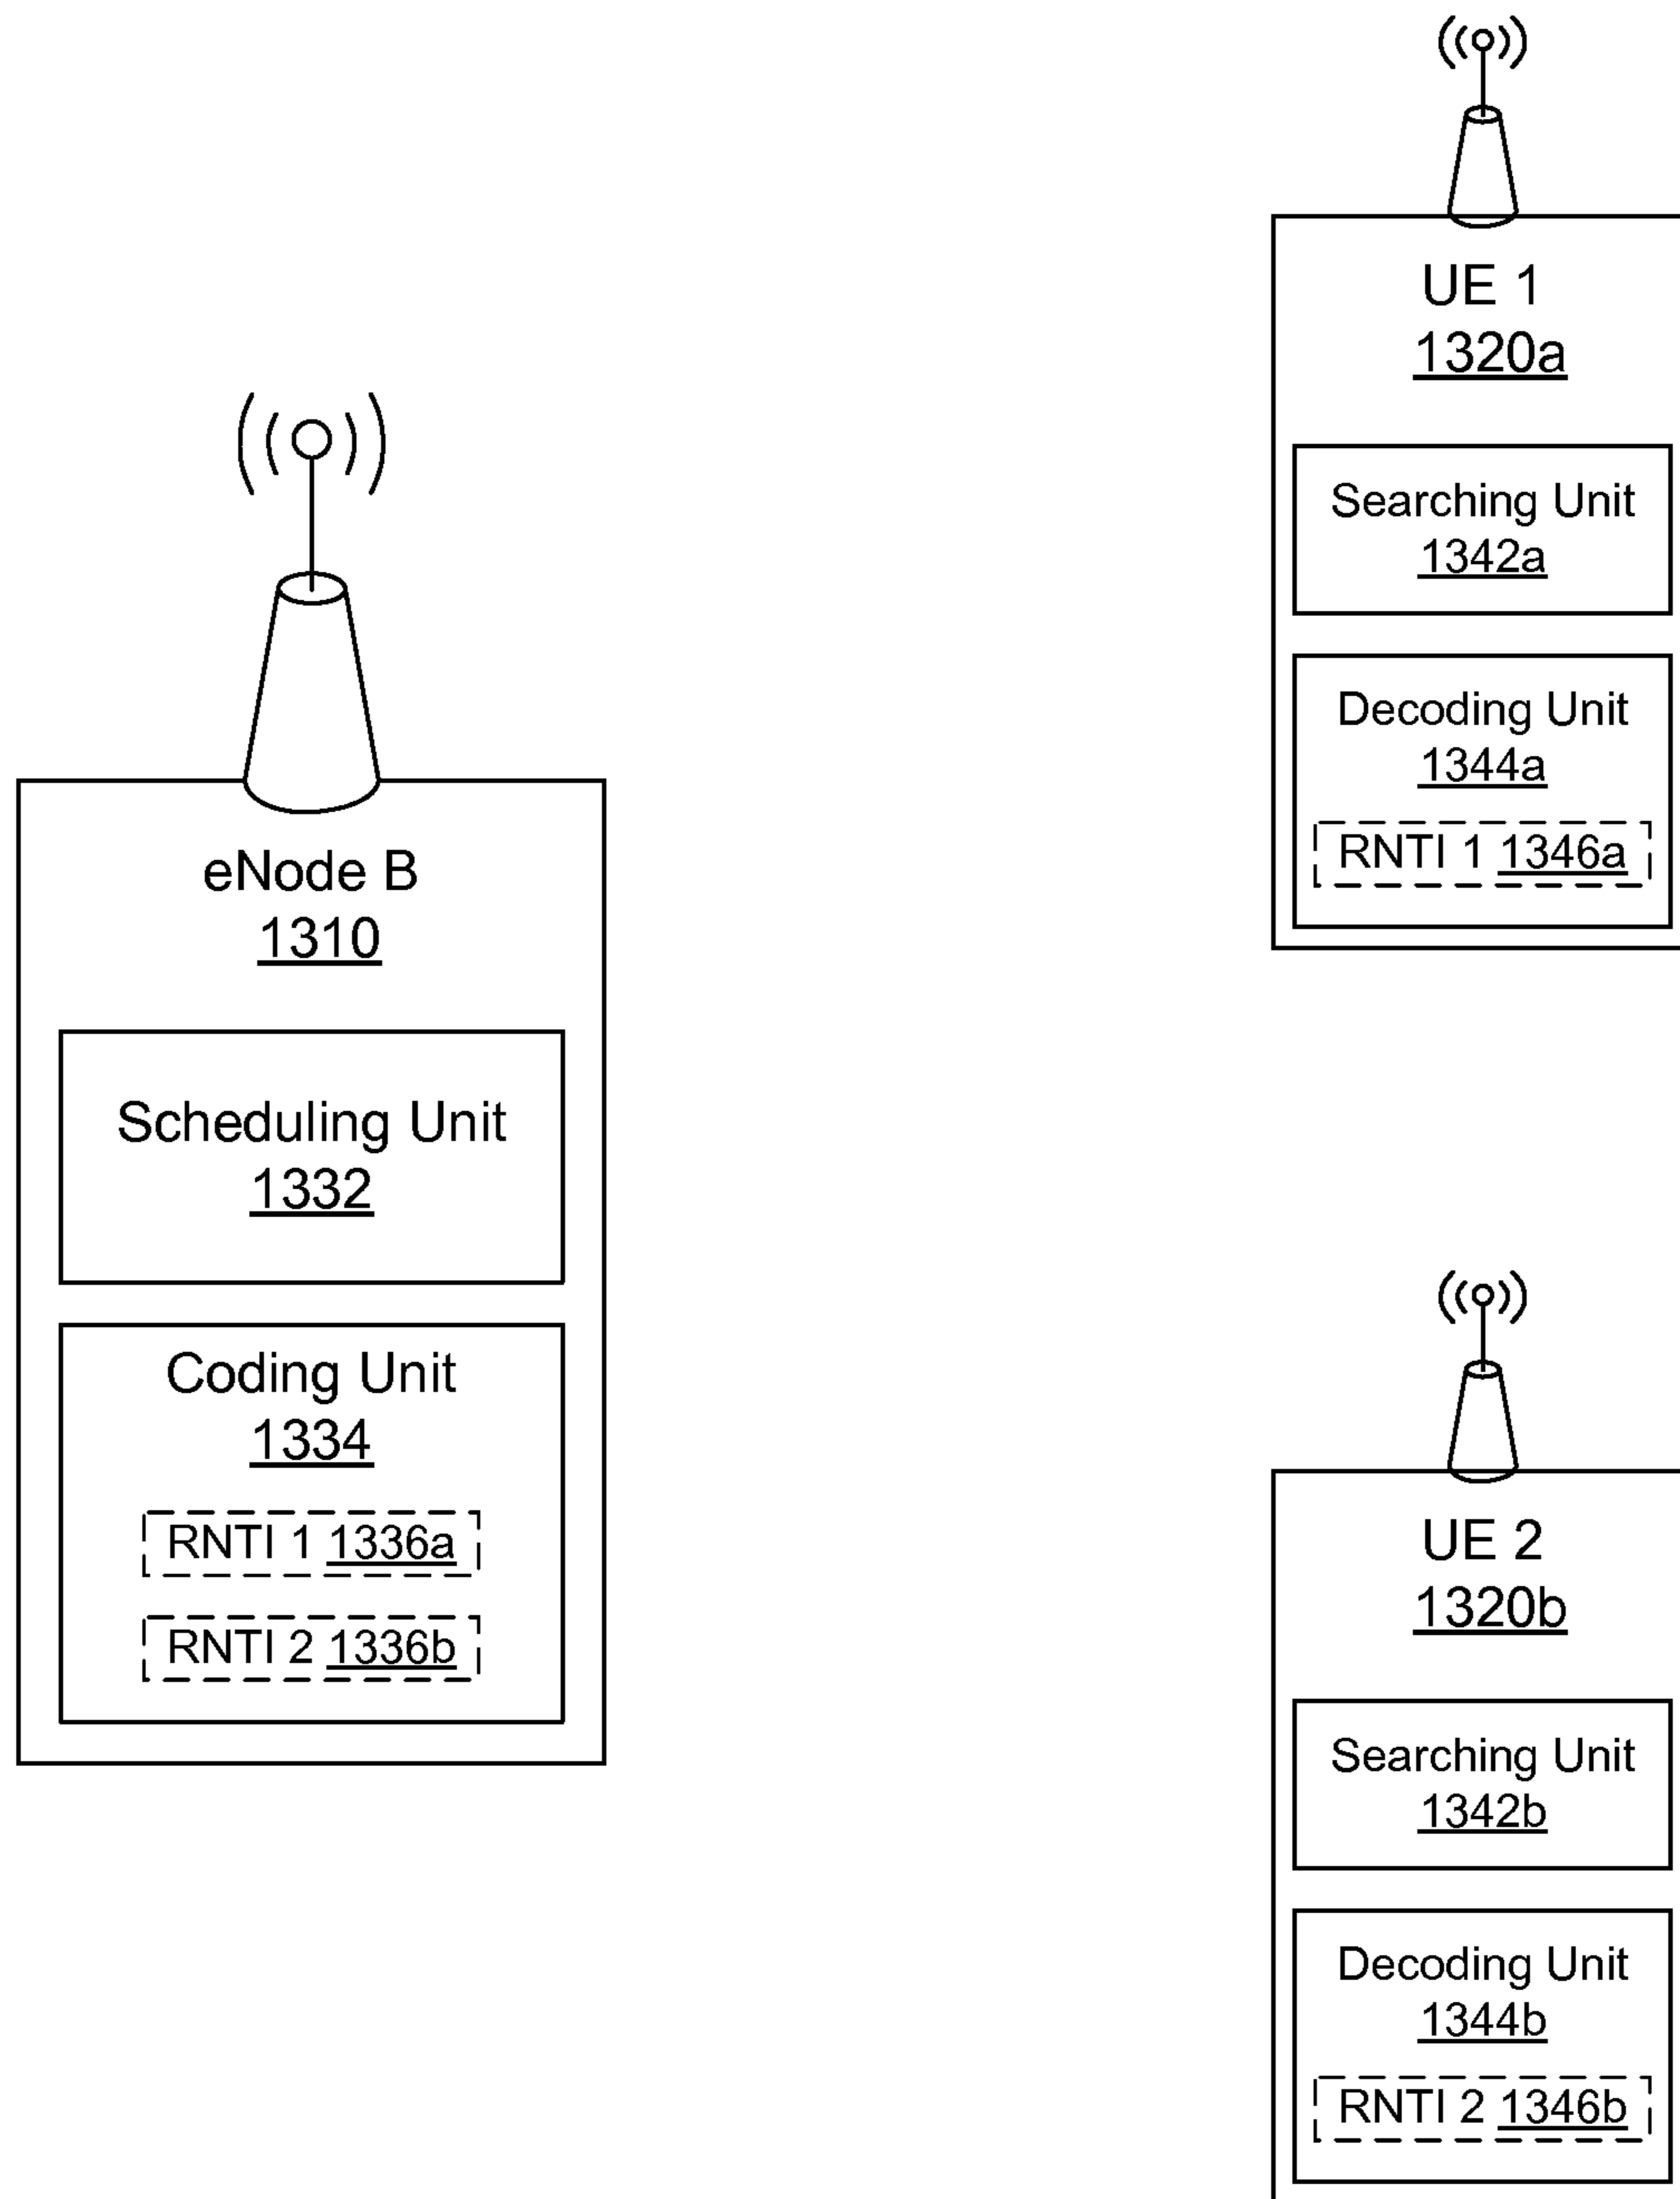 eNode B
1310
Scheduling Unit
1332
Coding Unit
1334
RNTI 1 1336a
RNTI 2 1336b
UE 1
1320a
Searching Unit
1342a
Decoding Unit
1344a
RNTI 1 1346a
UE 2
1320b
Searching Unit
1342b
Decoding Unit
1344b
RNTI 2 1346b